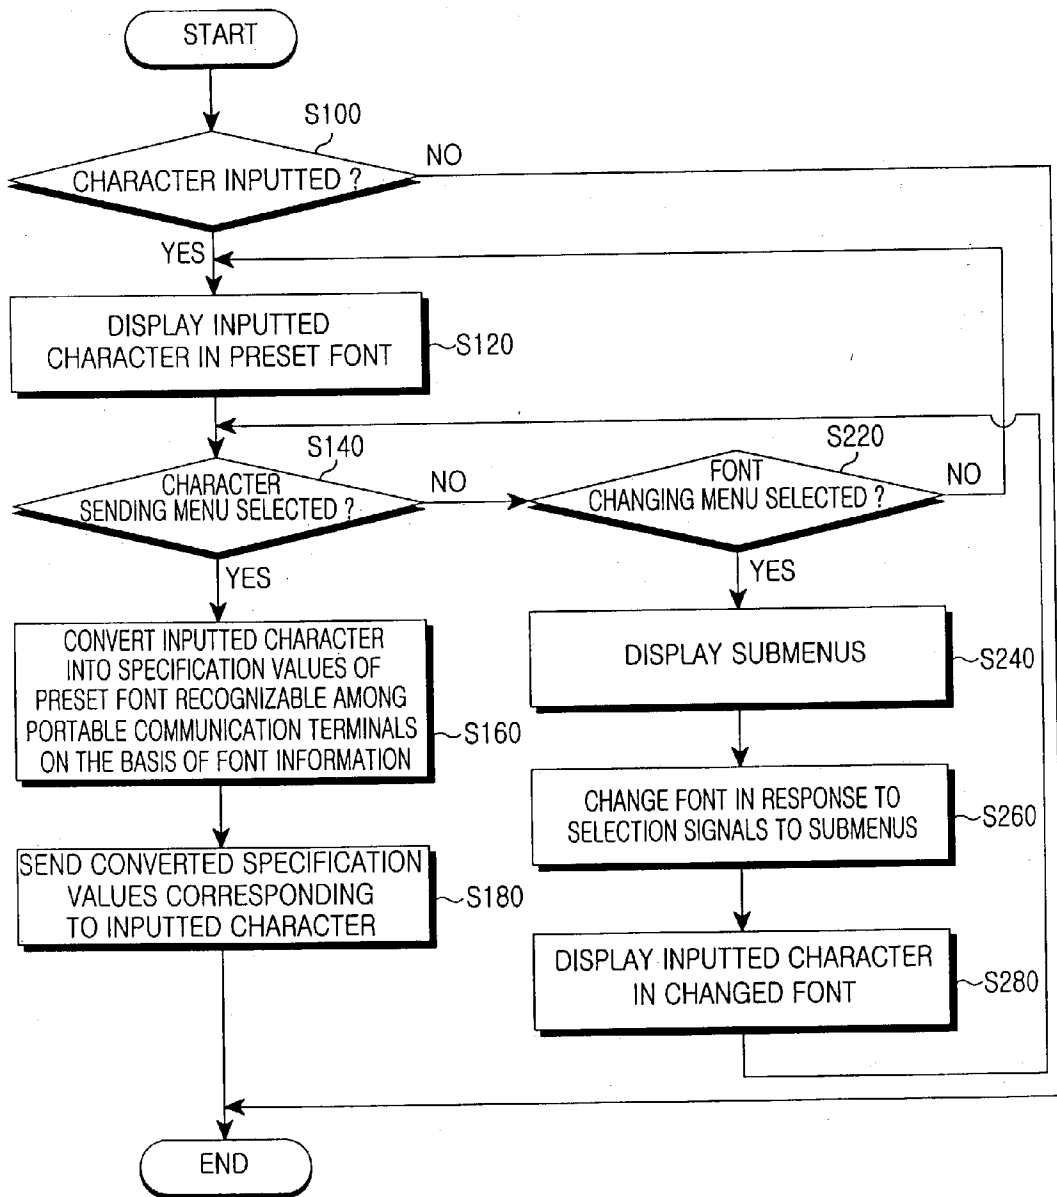 START
S100
CHARACTER INPUTTED ?
NO
YES
DISPLAY INPUTTED
CHARACTER IN PRESET FONT
S120
S140
CHARACTER
SENDING MENU SELECTED ?
NO
YES
S220
FONT
CHANGING MENU SELECTED ?
NO
YES
CONVERT INPUTTED CHARACTER
INTO SPECIFICATION VALUES OF
PRESET FONT RECOGNIZABLE AMONG
PORTABLE COMMUNICATION TERMINALS
ON THE BASIS OF FONT INFORMATION
S160
DISPLAY SUBMENUS
S240
CHANGE FONT IN RESPONSE TO
SELECTION SIGNALS TO SUBMENUS
S260
SEND CONVERTED SPECIFICATION
VALUES CORRESPONDING
TO INPUTTED CHARACTER
S180
DISPLAY INPUTTED CHARACTER
IN CHANGED FONT
S280
END